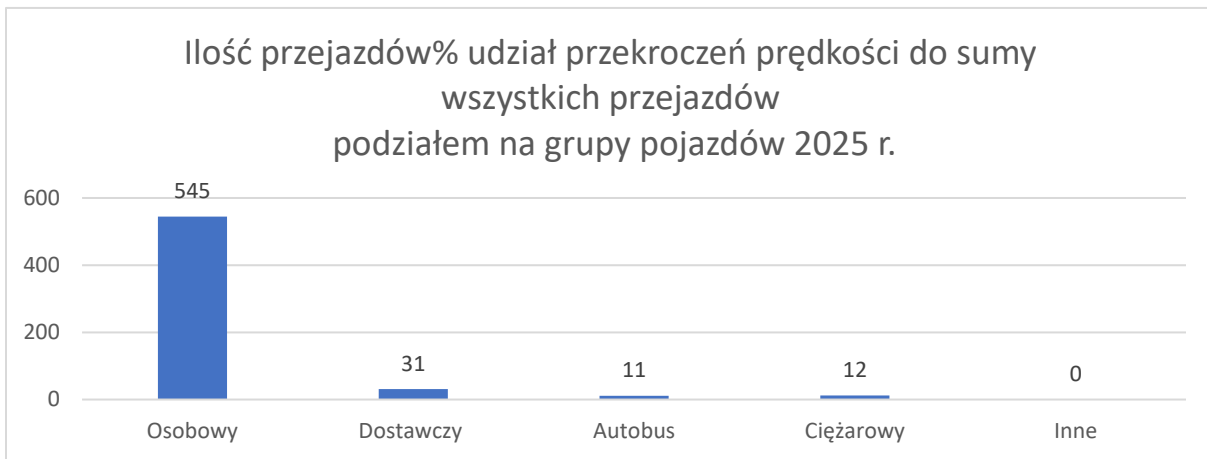 Ilość przejazdów% udział przekroczeń prędkości do sumy
wszystkich przejazdów
podziałem na grupy pojazdów 2025 r.
600
400
200
0
545
31
11
12
0
Osobowy
Dostawczy
Autobus
Ciężarowy
Inne